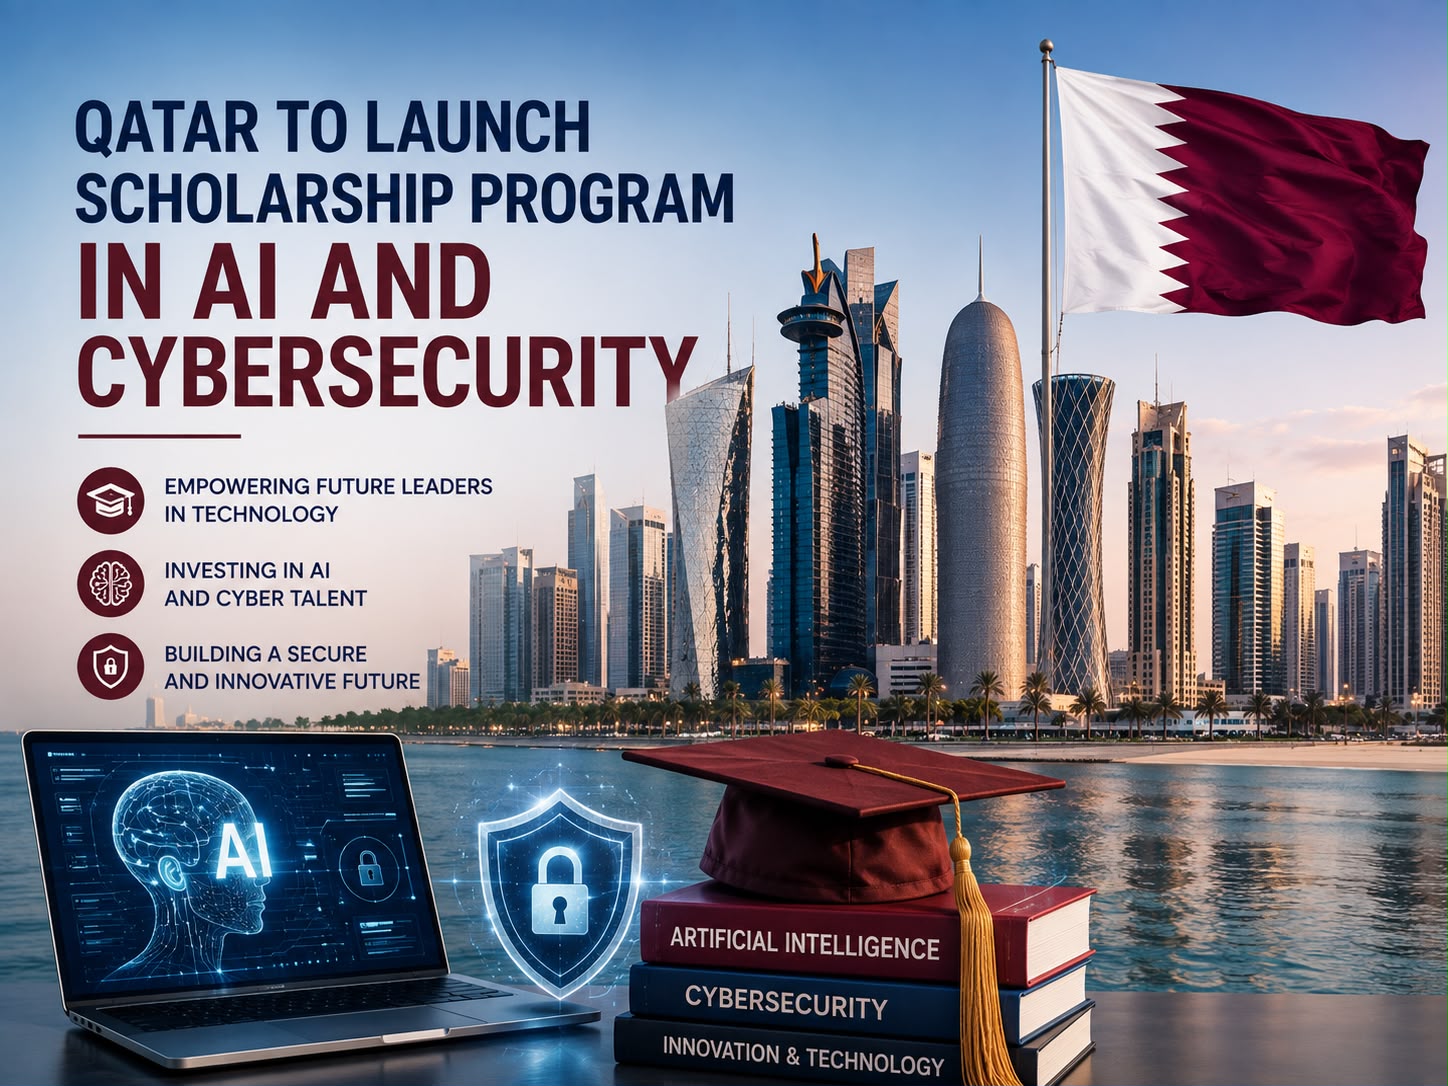 QATAR TO LAUNCH
SCHOLARSHIP PROGRAM
IN AI AND
CYBERSECURITY
EMPOWERING FUTURE LEADERS
IN TECHNOLOGY
INVESTING IN AI
AND CYBER TALENT
BUILDING A SECURE
AND INNOVATIVE FUTURE
AI
ARTIFICIAL INTELLIGENCE
CYBERSECURITY
INNOVATION & TECHNOLOGY